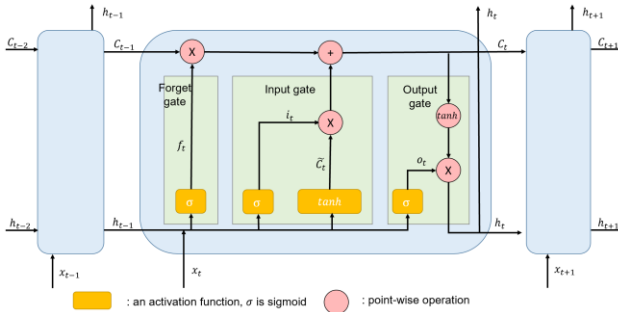 h_{t−1}
h_t
h_{t+1}
C_{t−2}
C_{t−1}
C_t
C_{t+1}
X
+
Forget gate
Input gate
Output gate
tanh
i_t
X
f_t
C̃_t
o_t
X
σ
σ
tanh
σ
h_{t−2}
h_{t−1}
h_t
h_{t+1}
x_{t−1}
x_t
x_{t+1}
: an activation function, σ is sigmoid
: point-wise operation